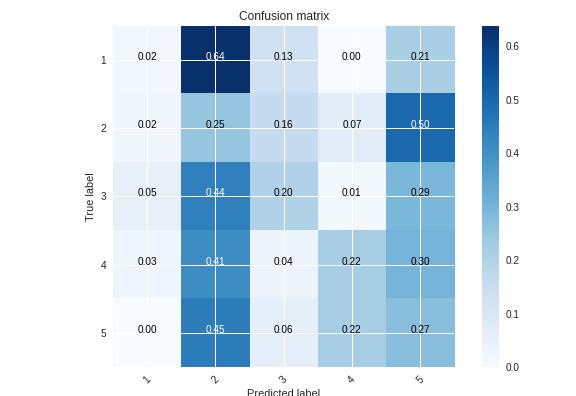 Confusion matrix
0.6
1 0.02 0.64 0.13 0.00 0.21
0.5
2 0.02 0.25 0.16 0.07 0.50
0.4
True label
3 0.05 0.44 0.20 0.01 0.29
0.3
4 0.03 0.41 0.04 0.22 0.30
0.2
0.1
5 0.00 0.45 0.06 0.22 0.27
0.0
1 2 3 4 5
Predicted label